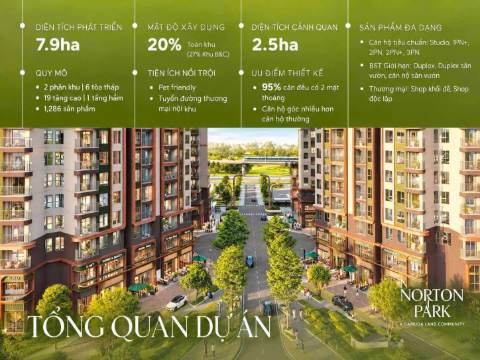 DIỆN TÍCH PHÁT TRIỂN
7.9ha
QUY MÔ
2 phân khu | 6 tòa tháp
19 tầng cao | 1 tầng hầm
1,286 sản phẩm
MẬT ĐỘ XÂY DỰNG
20% Toàn khu
(27% Khu B&C)
TIỆN ÍCH NỔI TRỘI
Pet friendly
Tuyến đường thương
mại nội khu
DIỆN TÍCH CẢNH QUAN
2.5ha
ƯU ĐIỂM THIẾT KẾ
95% căn đều có 2 mặt
thoáng
Căn hộ góc nhiều hơn
căn hộ thường
SẢN PHẨM ĐA DẠNG
Căn hộ tiêu chuẩn: Studio, 1PN+,
2PN, 2PN+, 3PN
BST Giới hạn: Duplex, Duplex sân
vườn, căn hộ sân vườn
Thương mại: Shop khối đế, Shop
độc lập
TỔNG QUAN DỰ ÁN
NORTON
PARK
A GAMUDA LAND COMMUNITY